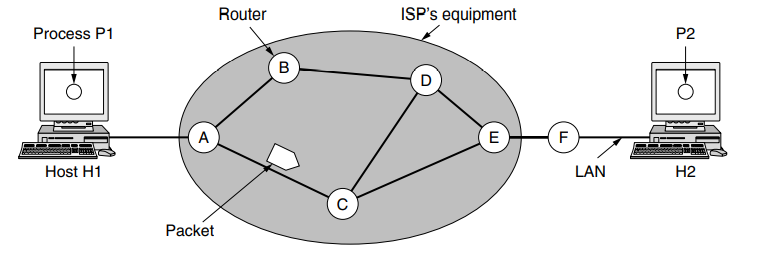 Router
ISP's equipment
Process P1
P2
B
D
A
E
F
Host H1
LAN
H2
C
Packet